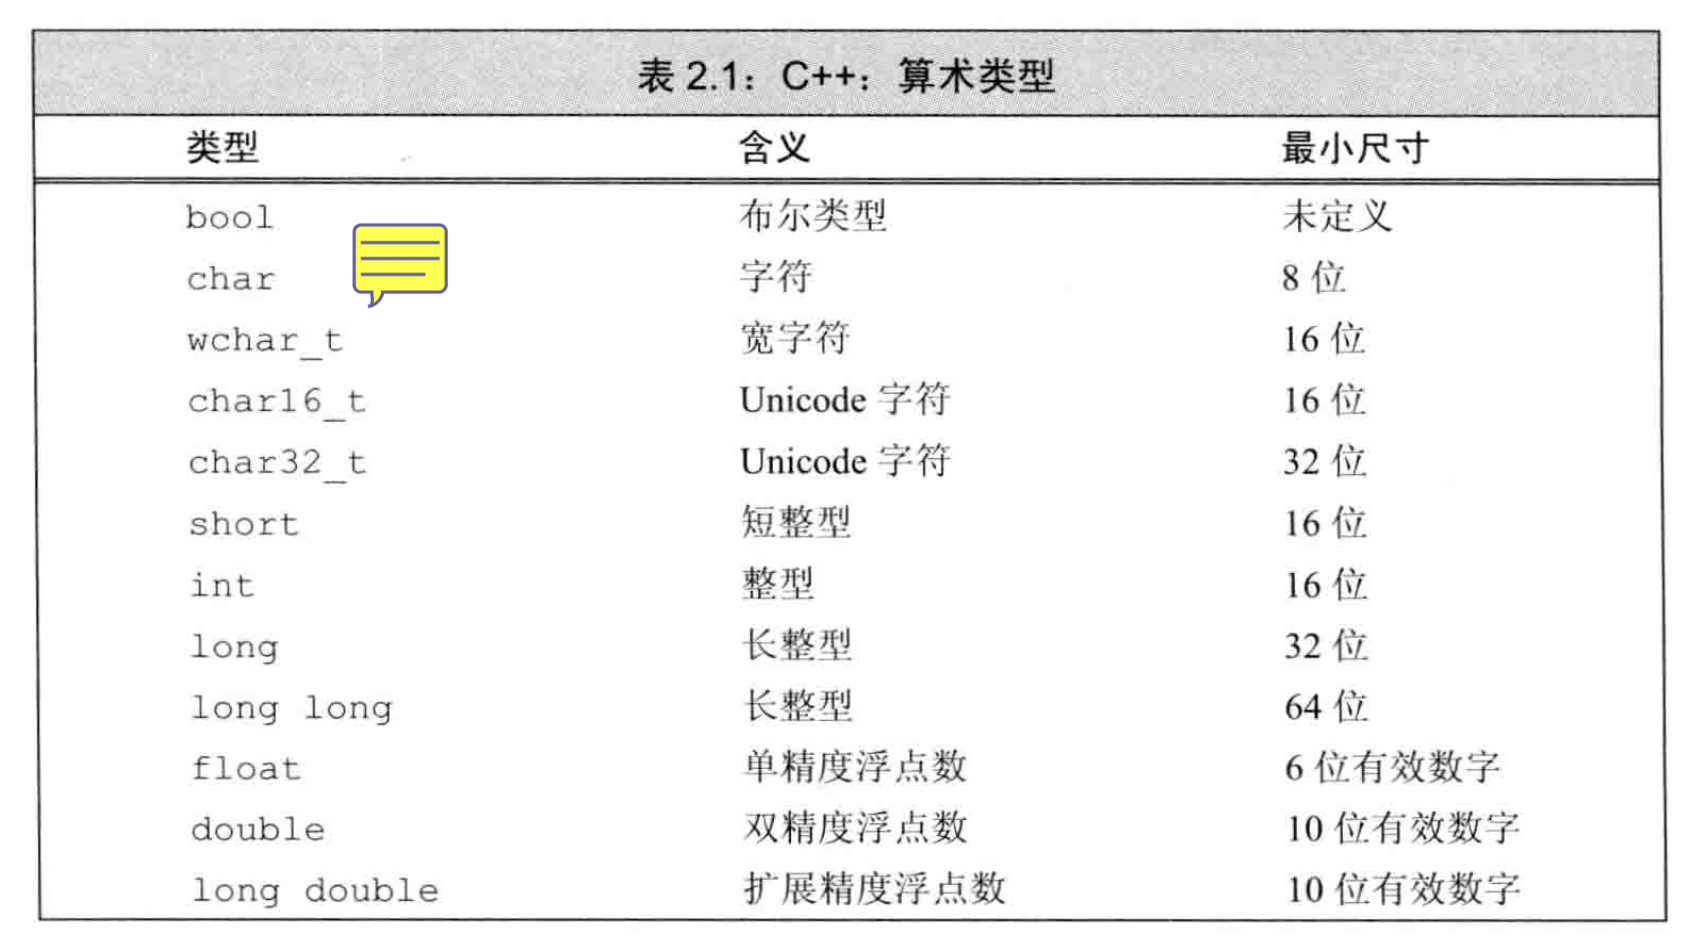 表 2.1：C++：算术类型
类型 含义 最小尺寸
bool 布尔类型 未定义
char 字符 8 位
wchar_t 宽字符 16 位
char16_t Unicode 字符 16 位
char32_t Unicode 字符 32 位
short 短整型 16 位
int 整型 16 位
long 长整型 32 位
long long 长整型 64 位
float 单精度浮点数 6 位有效数字
double 双精度浮点数 10 位有效数字
long double 扩展精度浮点数 10 位有效数字